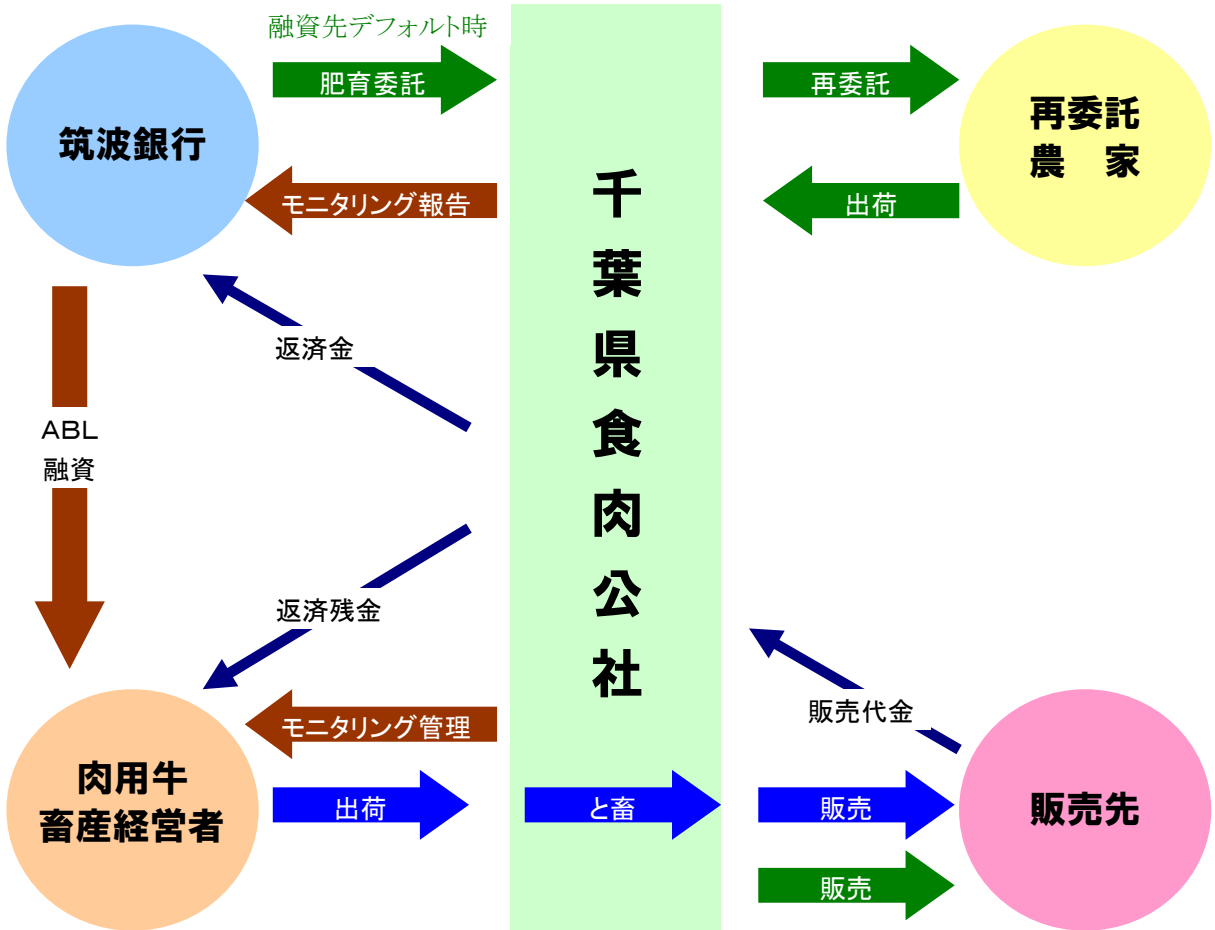 融資先デフォルト時
肥育委託
再委託
筑波銀行
再委託
農　家
モニタリング報告
出荷
千葉県食肉公社
返済金
ABL
融資
返済残金
モニタリング管理
販売代金
肉用牛
畜産経営者
出荷
と畜
販売
販売先
販売